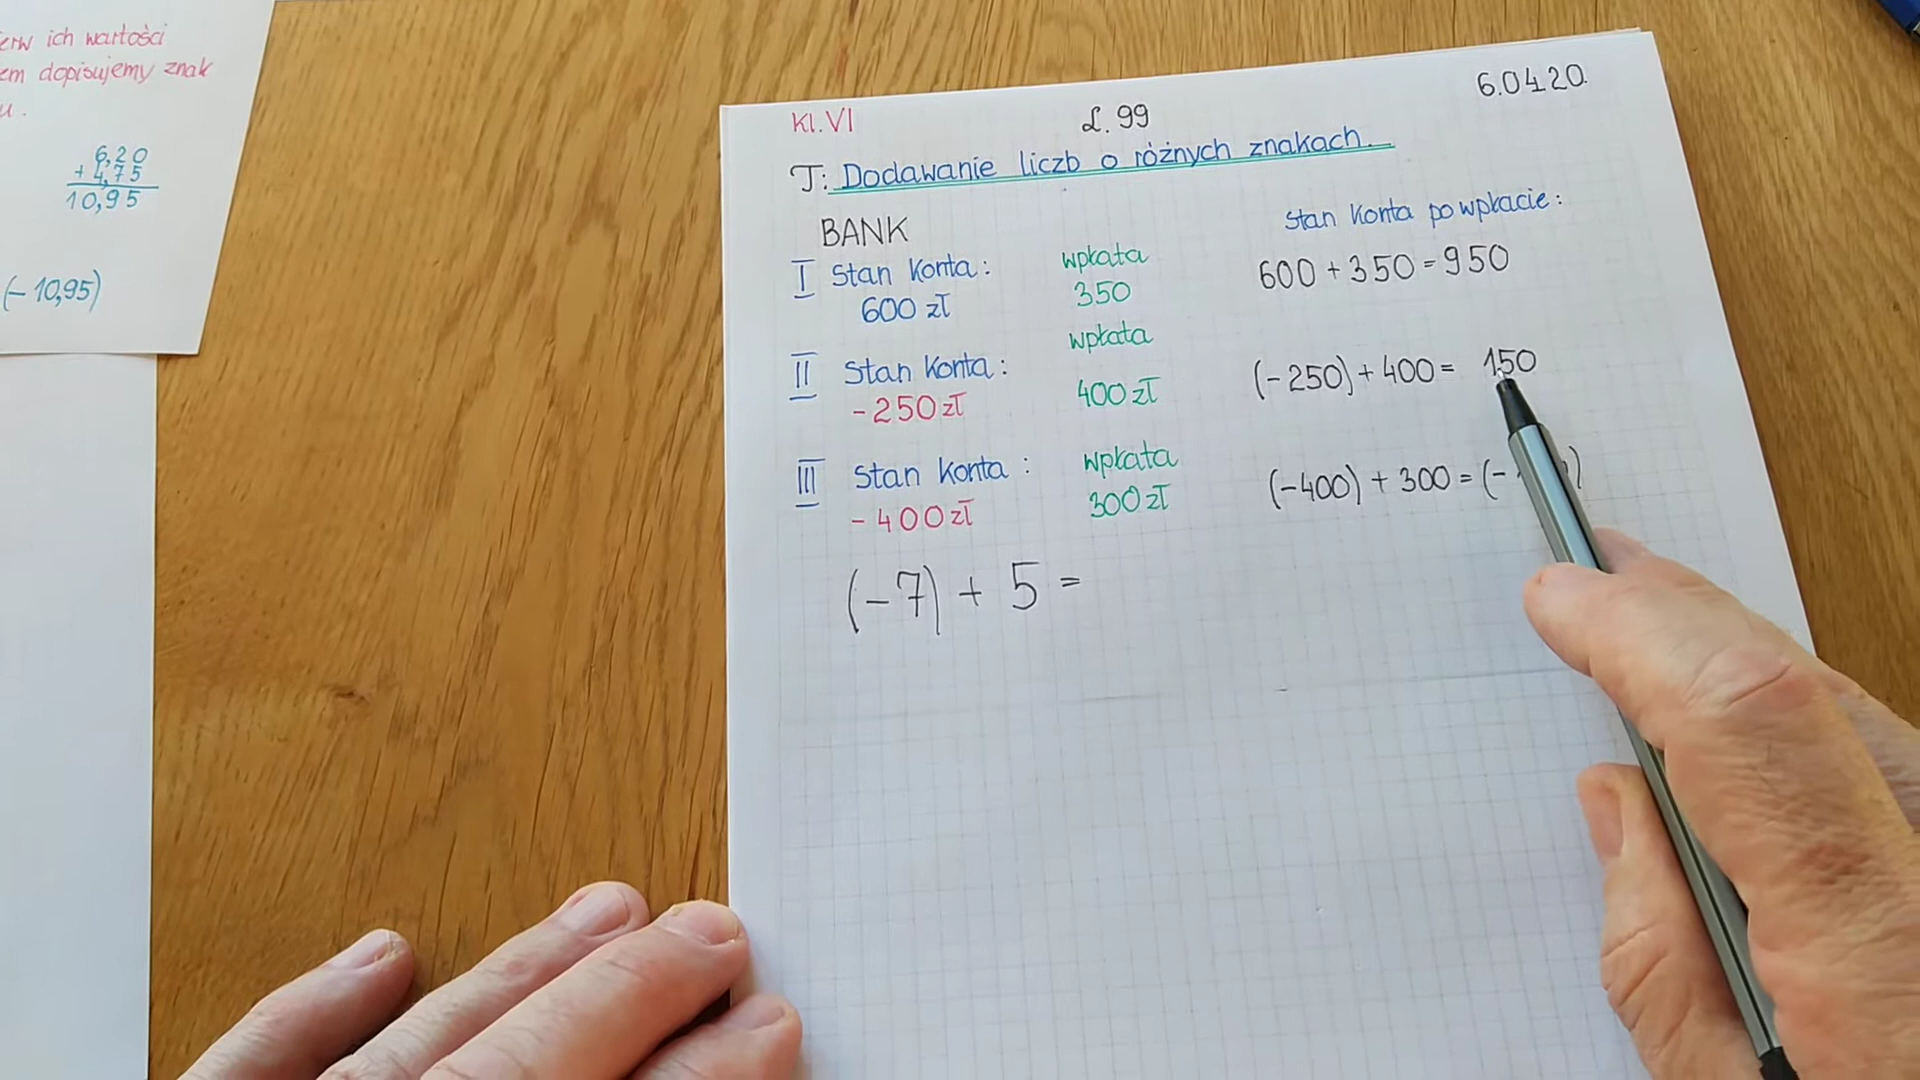 erw ich wartości
em dopisujemy znak
u.
6,20
+ 4,75
10,95
(-10,95)
Kl.VI
L.99
6.04.20.
T: Dodawanie liczb o różnych znakach.
BANK
Stan konta po wpłacie:
I Stan konta: wpłata
600 zł 350
600 + 350 = 950
wpłata
II Stan konta:
-250 zł 400 zł
(-250) + 400 = 150
III Stan konta: wpłata
-400 zł 300 zł
(-400) + 300 = (-
(-7) + 5 =